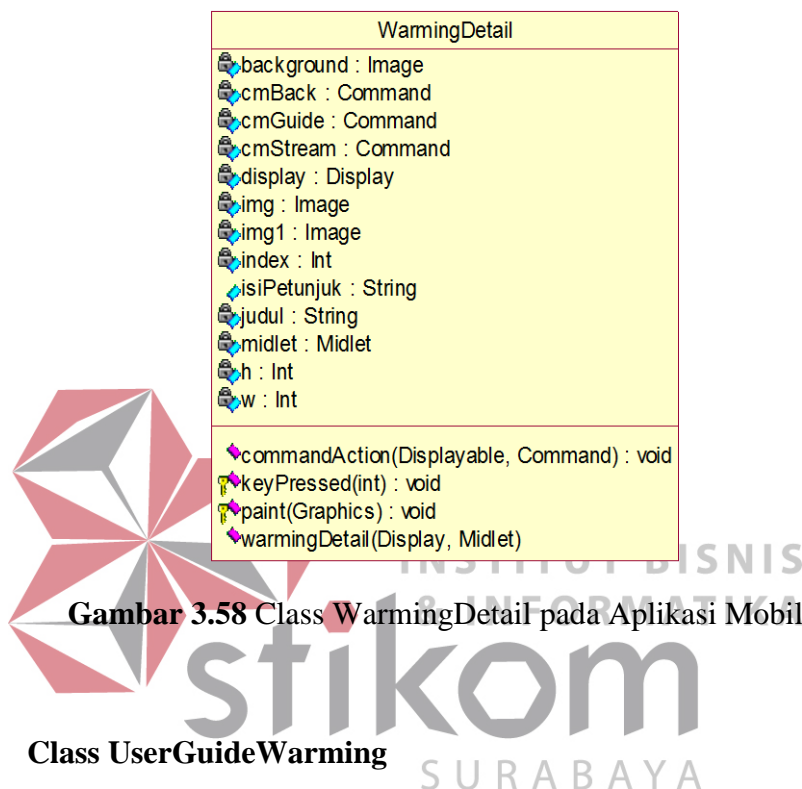 WarmingDetail
background : Image
cmBack : Command
cmGuide : Command
cmStream : Command
display : Display
img : Image
img1 : Image
index : Int
isiPetunjuk : String
judul : String
midlet : Midlet
h : Int
w : Int
commandAction(Displayable, Command) : void
keyPressed(int) : void
paint(Graphics) : void
warmingDetail(Display, Midlet)
INSTITUT BISNIS
& INFORMATIKA
Gambar 3.58 Class WarmingDetail pada Aplikasi Mobil
stikom
Class UserGuideWarming
SURABAYA